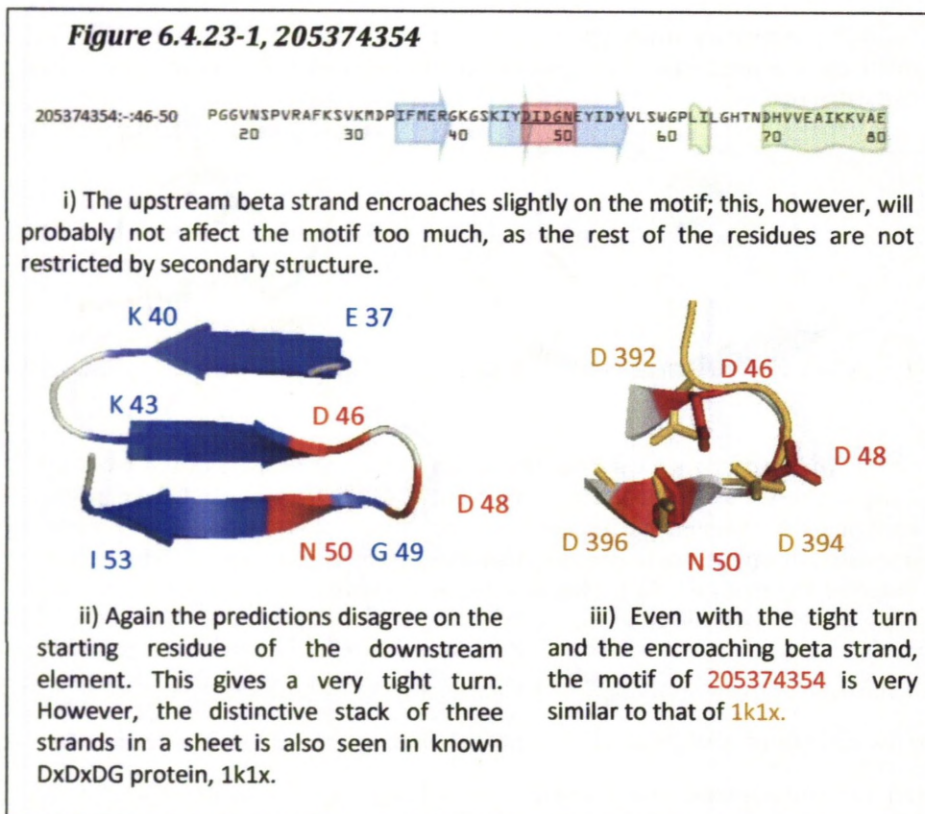 Figure 6.4.23-1, 205374354
205374354:-:46-50 PGGVNSPVRAFKSVKMDPIFMERGKGSKIYDIDGNEYIDYVLSWGPLILGHTNDHVVEAIKKVAE
20 30 40 50 60 70 80
i) The upstream beta strand encroaches slightly on the motif; this, however, will
probably not affect the motif too much, as the rest of the residues are not
restricted by secondary structure.
K 40 E 37
K 43 D 46
D 48
I 53 N 50 G 49
D 392 D 46
D 48
D 396 D 394
N 50
ii) Again the predictions disagree on the
starting residue of the downstream
element. This gives a very tight turn.
However, the distinctive stack of three
strands in a sheet is also seen in known
DxDxDG protein, 1k1x.
iii) Even with the tight turn
and the encroaching beta strand,
the motif of 205374354 is very
similar to that of 1k1x.